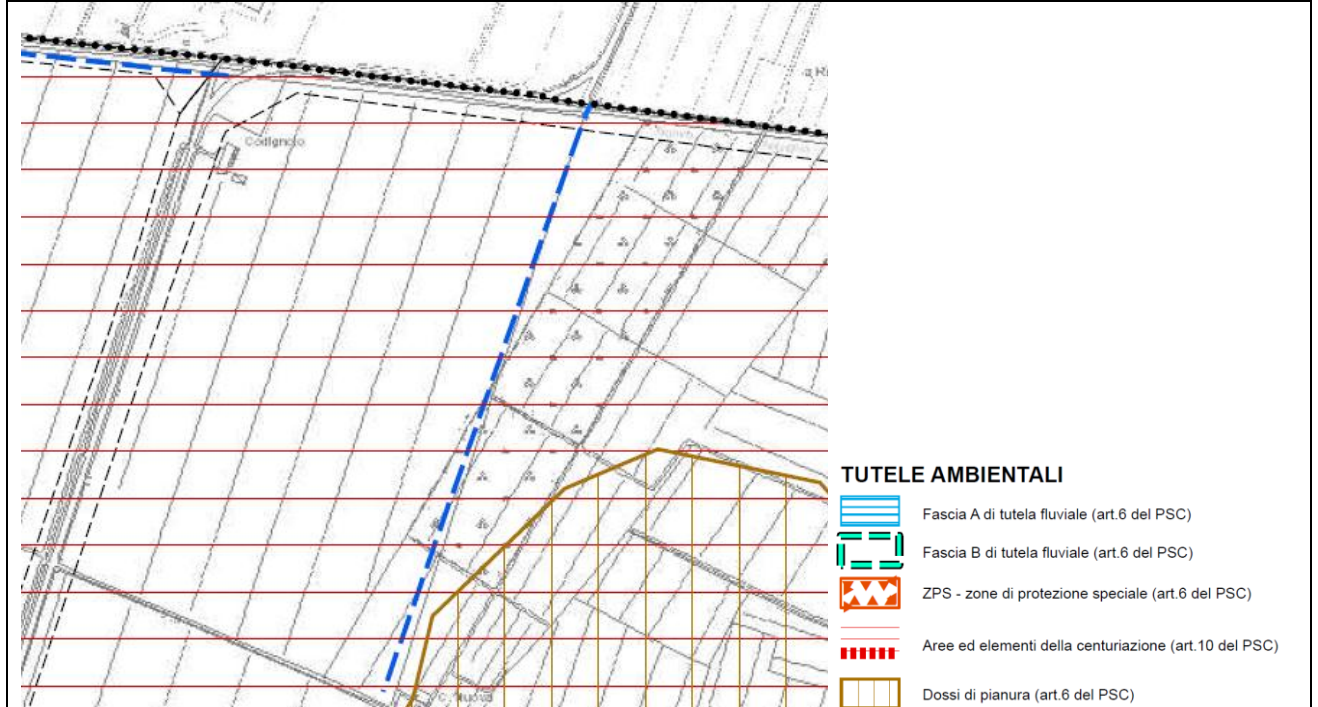 Codignolo
C. Nuova
TUTELE AMBIENTALI
Fascia A di tutela fluviale (art.6 del PSC)
Fascia B di tutela fluviale (art.6 del PSC)
ZPS - zone di protezione speciale (art.6 del PSC)
Aree ed elementi della centuriazione (art.10 del PSC)
Dossi di pianura (art.6 del PSC)